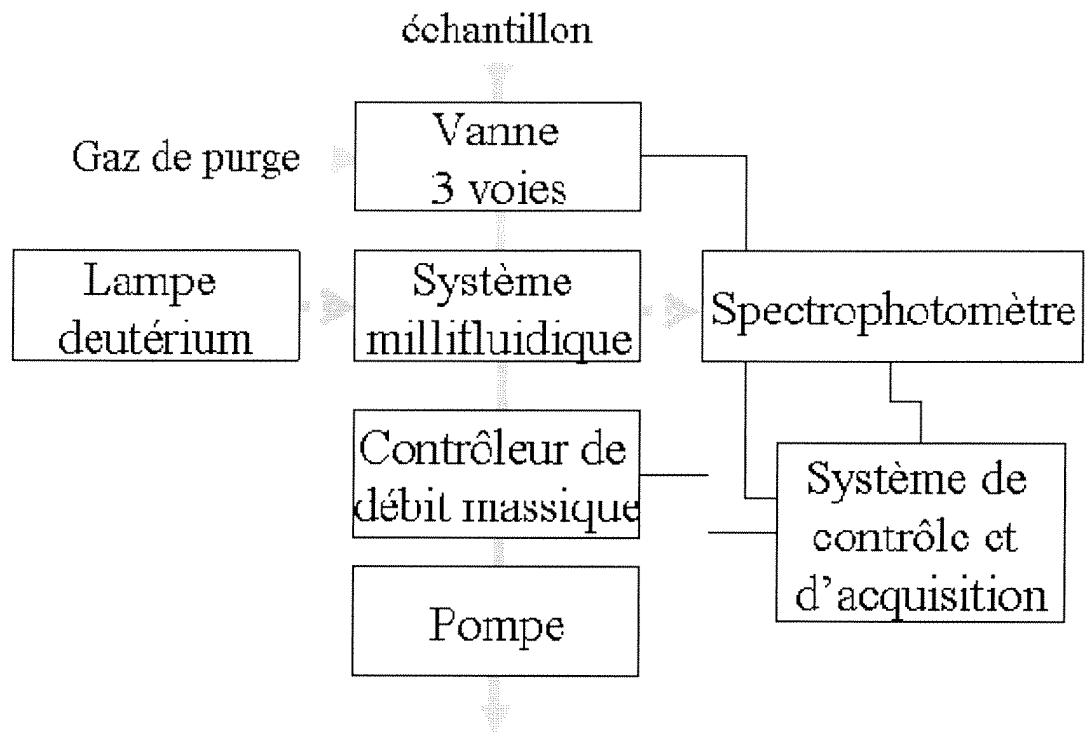 échantillon
Gaz de purge
Vanne
3 voies
Lampe
deutérium
Système
millifluidique
Spectrophotomètre
Contrôleur de
débit massique
Système de
contrôle et
d'acquisition
Pompe